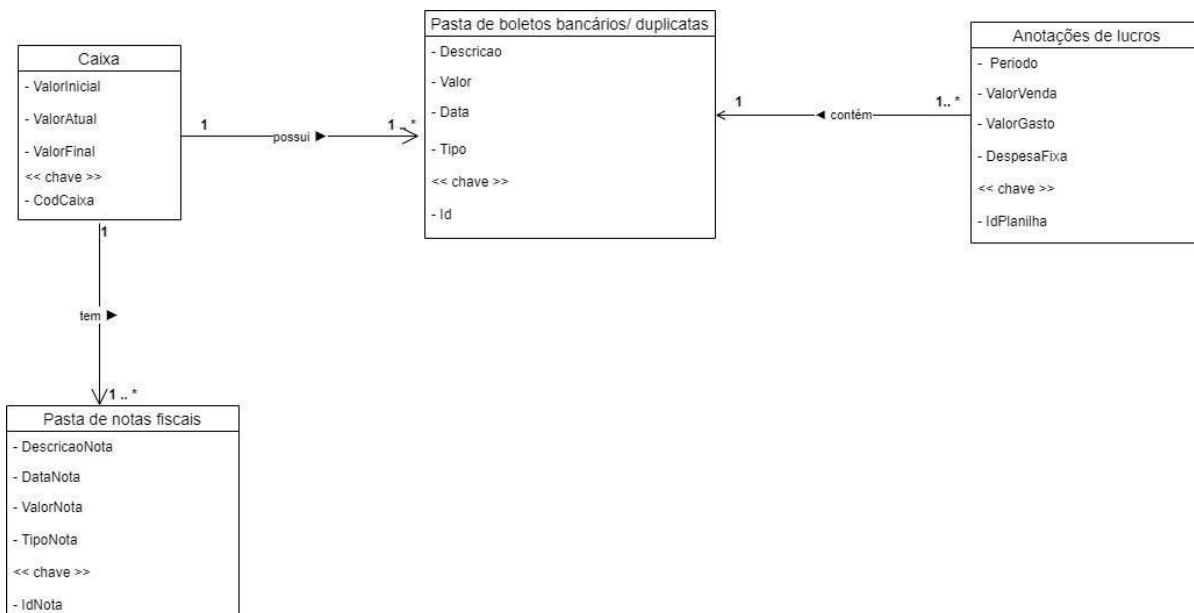 Caixa
- ValorInicial
- ValorAtual
- ValorFinal
<< chave >>
- CodCaixa
1
possui ►
1 .. *
Pasta de boletos bancários/ duplicatas
- Descricao
- Valor
- Data
- Tipo
<< chave >>
- Id
1
◄ contém
1.. *
Anotações de lucros
- Periodo
- ValorVenda
- ValorGasto
- DespesaFixa
<< chave >>
- IdPlanilha
1
tem ►
1 .. *
Pasta de notas fiscais
- DescricaoNota
- DataNota
- ValorNota
- TipoNota
<< chave >>
- IdNota